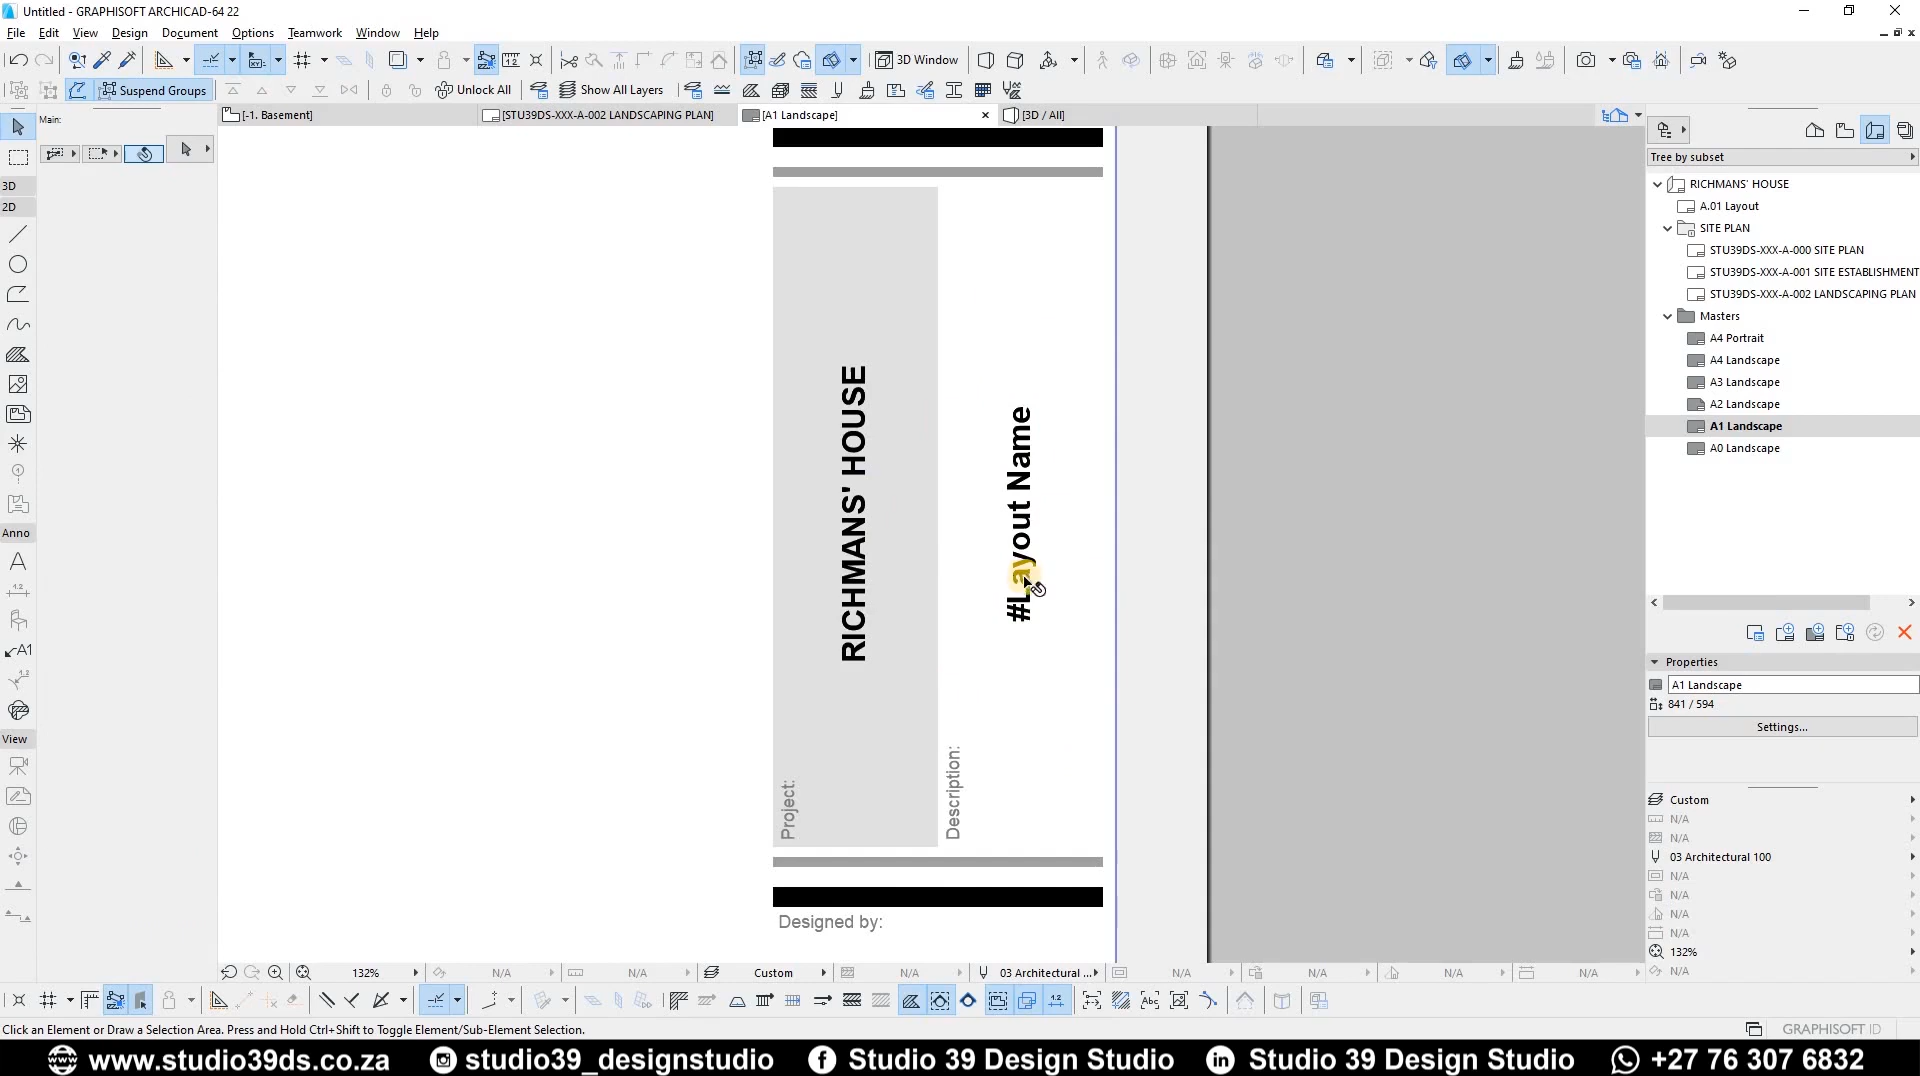 Untitled - GRAPHISOFT ARCHICAD-64 22
File Edit View Design Document Options Teamwork Window Help
3D Window
Suspend Groups
Unlock All
Show All Layers
[-1. Basement]
[STU39DS-XXX-A-002 LANDSCAPING PLAN]
[A1 Landscape]
[3D / All]
Main:
3D
2D
Anno
View
Tree by subset
RICHMANS' HOUSE
A.01 Layout
SITE PLAN
STU39DS-XXX-A-000 SITE PLAN
STU39DS-XXX-A-001 SITE ESTABLISHMENT
STU39DS-XXX-A-002 LANDSCAPING PLAN
Masters
A4 Portrait
A4 Landscape
A3 Landscape
A2 Landscape
A1 Landscape
A0 Landscape
Properties
A1 Landscape
841 / 594
Settings...
Custom
N/A
N/A
03 Architectural 100
N/A
N/A
N/A
N/A
132%
N/A
Project:
RICHMANS' HOUSE
Description:
#Layout Name
Designed by:
132% N/A N/A Custom N/A 03 Architectural ... N/A N/A N/A N/A
Click an Element or Draw a Selection Area. Press and Hold Ctrl+Shift to Toggle Element/Sub-Element Selection.
GRAPHISOFT ID
www.studio39ds.co.za studio39_designstudio Studio 39 Design Studio Studio 39 Design Studio +27 76 307 6832